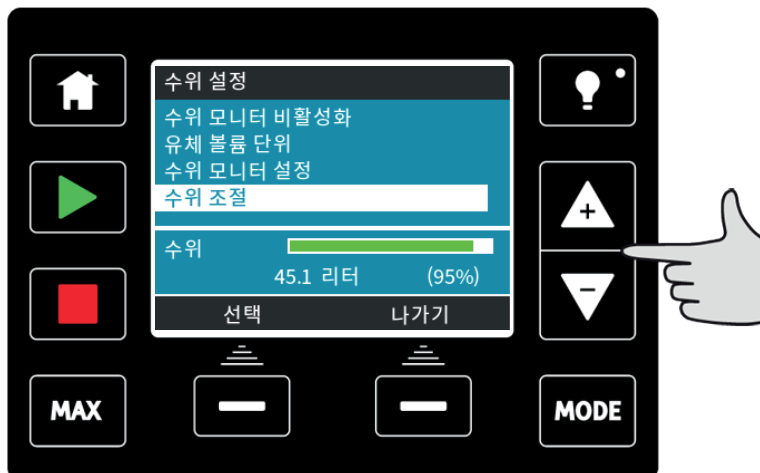 수위 설정
수위 모니터 비활성화
유체 볼륨 단위
수위 모니터 설정
수위 조절
수위
45.1 리터 (95%)
선택 나가기
+
-
MAX
MODE